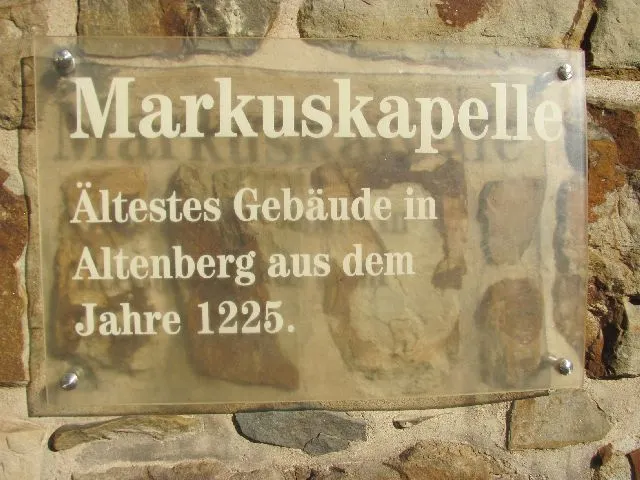 Markuskapelle
Ältestes Gebäude in
Altenberg aus dem
Jahre 1225.